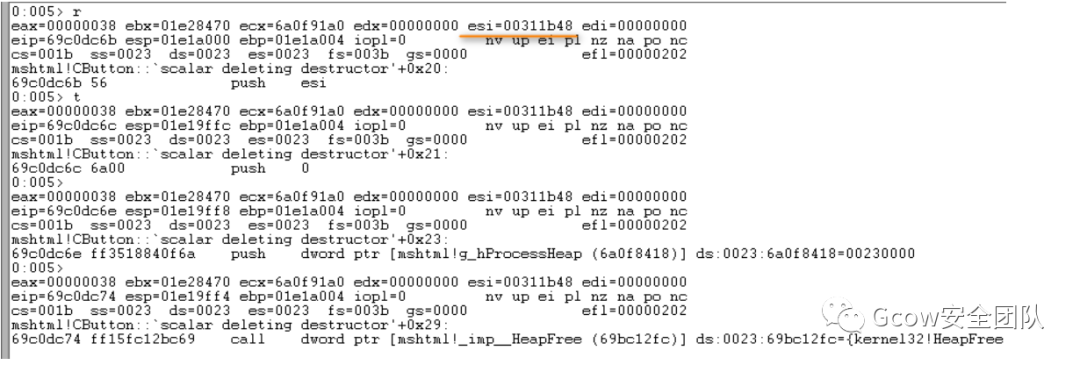 0:005> r
eax=00000038 ebx=01e28470 ecx=6a0f91a0 edx=00000000 esi=00311b48 edi=00000000
eip=69c0dc6b esp=01e1a000 ebp=01e1a004 iopl=0         nv up ei pl nz na po nc
cs=001b  ss=0023  ds=0023  es=0023  fs=003b  gs=0000             efl=00000202
mshtml!CButton::`scalar deleting destructor'+0x20:
69c0dc6b 56              push    esi
0:005> t
eax=00000038 ebx=01e28470 ecx=6a0f91a0 edx=00000000 esi=00311b48 edi=00000000
eip=69c0dc6c esp=01e19ffc ebp=01e1a004 iopl=0         nv up ei pl nz na po nc
cs=001b  ss=0023  ds=0023  es=0023  fs=003b  gs=0000             efl=00000202
mshtml!CButton::`scalar deleting destructor'+0x21:
69c0dc6c 6a00            push    0
0:005>
eax=00000038 ebx=01e28470 ecx=6a0f91a0 edx=00000000 esi=00311b48 edi=00000000
eip=69c0dc6e esp=01e19ff8 ebp=01e1a004 iopl=0         nv up ei pl nz na po nc
cs=001b  ss=0023  ds=0023  es=0023  fs=003b  gs=0000             efl=00000202
mshtml!CButton::`scalar deleting destructor'+0x23:
69c0dc6e ff3518840f6a    push    dword ptr [mshtml!g_hProcessHeap (6a0f8418)] ds:0023:6a0f8418=00230000
0:005>
eax=00000038 ebx=01e28470 ecx=6a0f91a0 edx=00000000 esi=00311b48 edi=00000000
eip=69c0dc74 esp=01e19ff4 ebp=01e1a004 iopl=0         nv up ei pl nz na po nc
cs=001b  ss=0023  ds=0023  es=0023  fs=003b  gs=0000             efl=00000202
mshtml!CButton::`scalar deleting destructor'+0x29:
69c0dc74 ff15fc12bc69    call    dword ptr [mshtml!_imp__HeapFree (69bc12fc)] ds:0023:69bc12fc={kernel32!HeapFree
Gcow安全团队